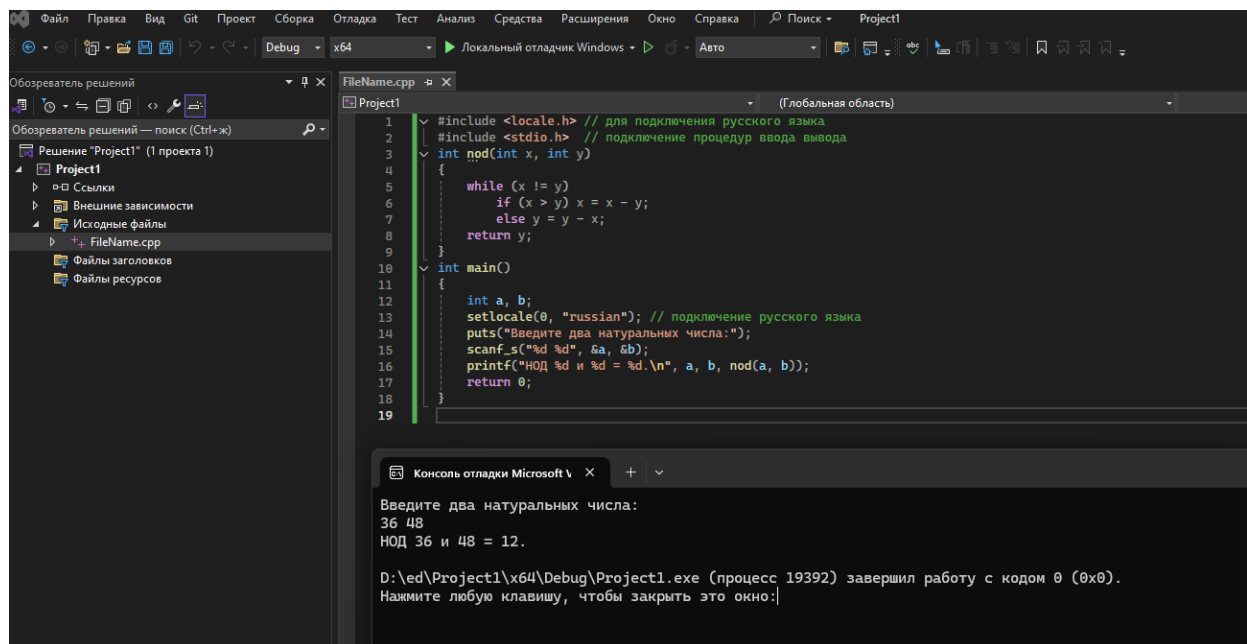 Файл Правка Вид Git Проект Сборка Отладка Тест Анализ Средства Расширения Окно Справка Поиск Project1
Debug x64 Локальный отладчик Windows Авто abc
Обозреватель решений
Обозреватель решений — поиск (Ctrl+ж)
Решение "Project1" (1 проекта 1)
Project1
Ссылки
Внешние зависимости
Исходные файлы
FileName.cpp
Файлы заголовков
Файлы ресурсов
FileName.cpp
Project1 (Глобальная область)
1 #include <locale.h> // для подключения русского языка
2 #include <stdio.h>  // подключение процедур ввода вывода
3 int nod(int x, int y)
4 {
5     while (x != y)
6         if (x > y) x = x - y;
7         else y = y - x;
8     return y;
9 }
10 int main()
11 {
12     int a, b;
13     setlocale(0, "russian"); // подключение русского языка
14     puts("Введите два натуральных числа:");
15     scanf_s("%d %d", &a, &b);
16     printf("НОД %d и %d = %d.\n", a, b, nod(a, b));
17     return 0;
18 }
19
Консоль отладки Microsoft V
Введите два натуральных числа:
36 48
НОД 36 и 48 = 12.
D:\ed\Project1\x64\Debug\Project1.exe (процесс 19392) завершил работу с кодом 0 (0x0).
Нажмите любую клавишу, чтобы закрыть это окно: